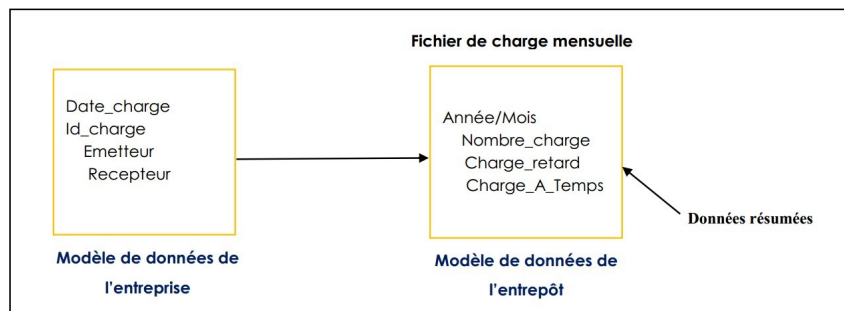 Fichier de charge mensuelle
Date_charge
Id_charge
Emetteur
Recepteur
Année/Mois
Nombre_charge
Charge_retard
Charge_A_Temps
Données résumées
Modèle de données de
l'entreprise
Modèle de données de
l'entrepôt